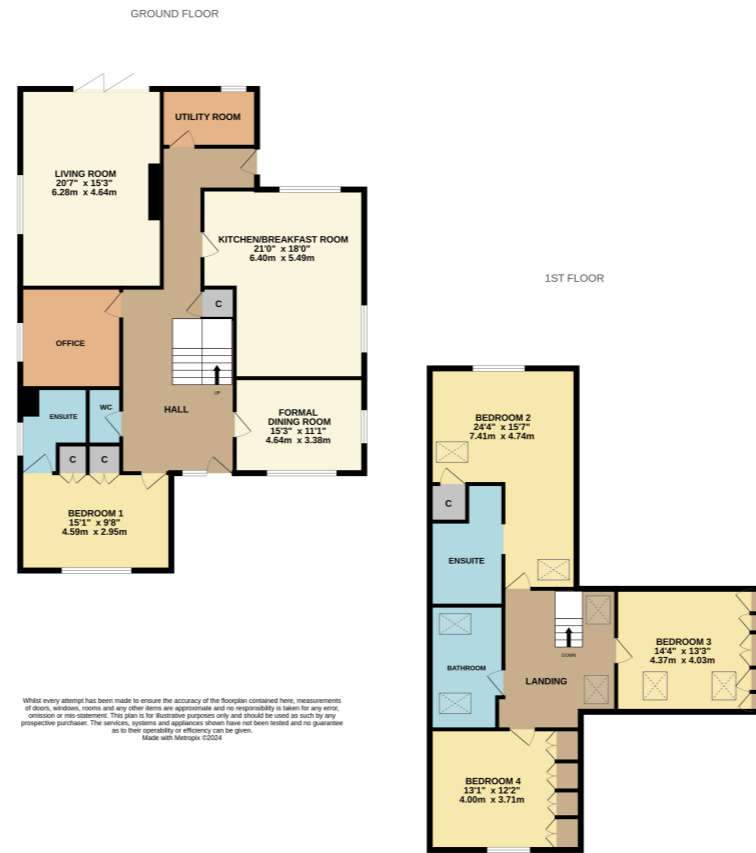 GROUND FLOOR
UTILITY ROOM
LIVING ROOM
20'7" x 15'3"
6.28m x 4.64m
KITCHEN/BREAKFAST ROOM
21'0" x 18'0"
6.40m x 5.49m
C
OFFICE
UP
HALL
ENSUITE
WC
FORMAL
DINING ROOM
15'3" x 11'1"
4.64m x 3.38m
C
C
BEDROOM 1
15'1" x 9'8"
4.59m x 2.95m
1ST FLOOR
BEDROOM 2
24'4" x 15'7"
7.41m x 4.74m
C
ENSUITE
DOWN
BATHROOM
LANDING
BEDROOM 3
14'4" x 13'3"
4.37m x 4.03m
BEDROOM 4
13'1" x 12'2"
4.00m x 3.71m
Whilst every attempt has been made to ensure the accuracy of the floorplan contained here, measurements
of doors, windows, rooms and any other items are approximate and no responsibility is taken for any error,
omission or mis-statement. This plan is for illustrative purposes only and should be used as such by any
prospective purchaser. The services, systems and appliances shown have not been tested and no guarantee
as to their operability or efficiency can be given.
Made with Metropix ©2024